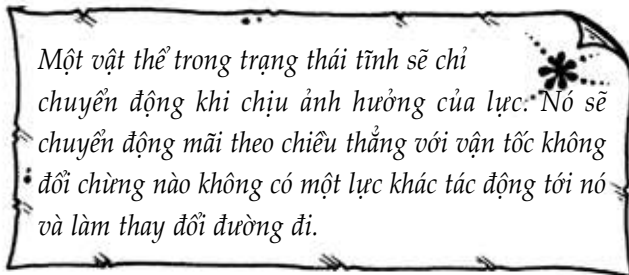 Một vật thể trong trạng thái tĩnh sẽ chỉ
chuyển động khi chịu ảnh hưởng của lực. Nó sẽ
chuyển động mãi theo chiều thẳng với vận tốc không
đổi chừng nào không có một lực khác tác động tới nó
và làm thay đổi đường đi.